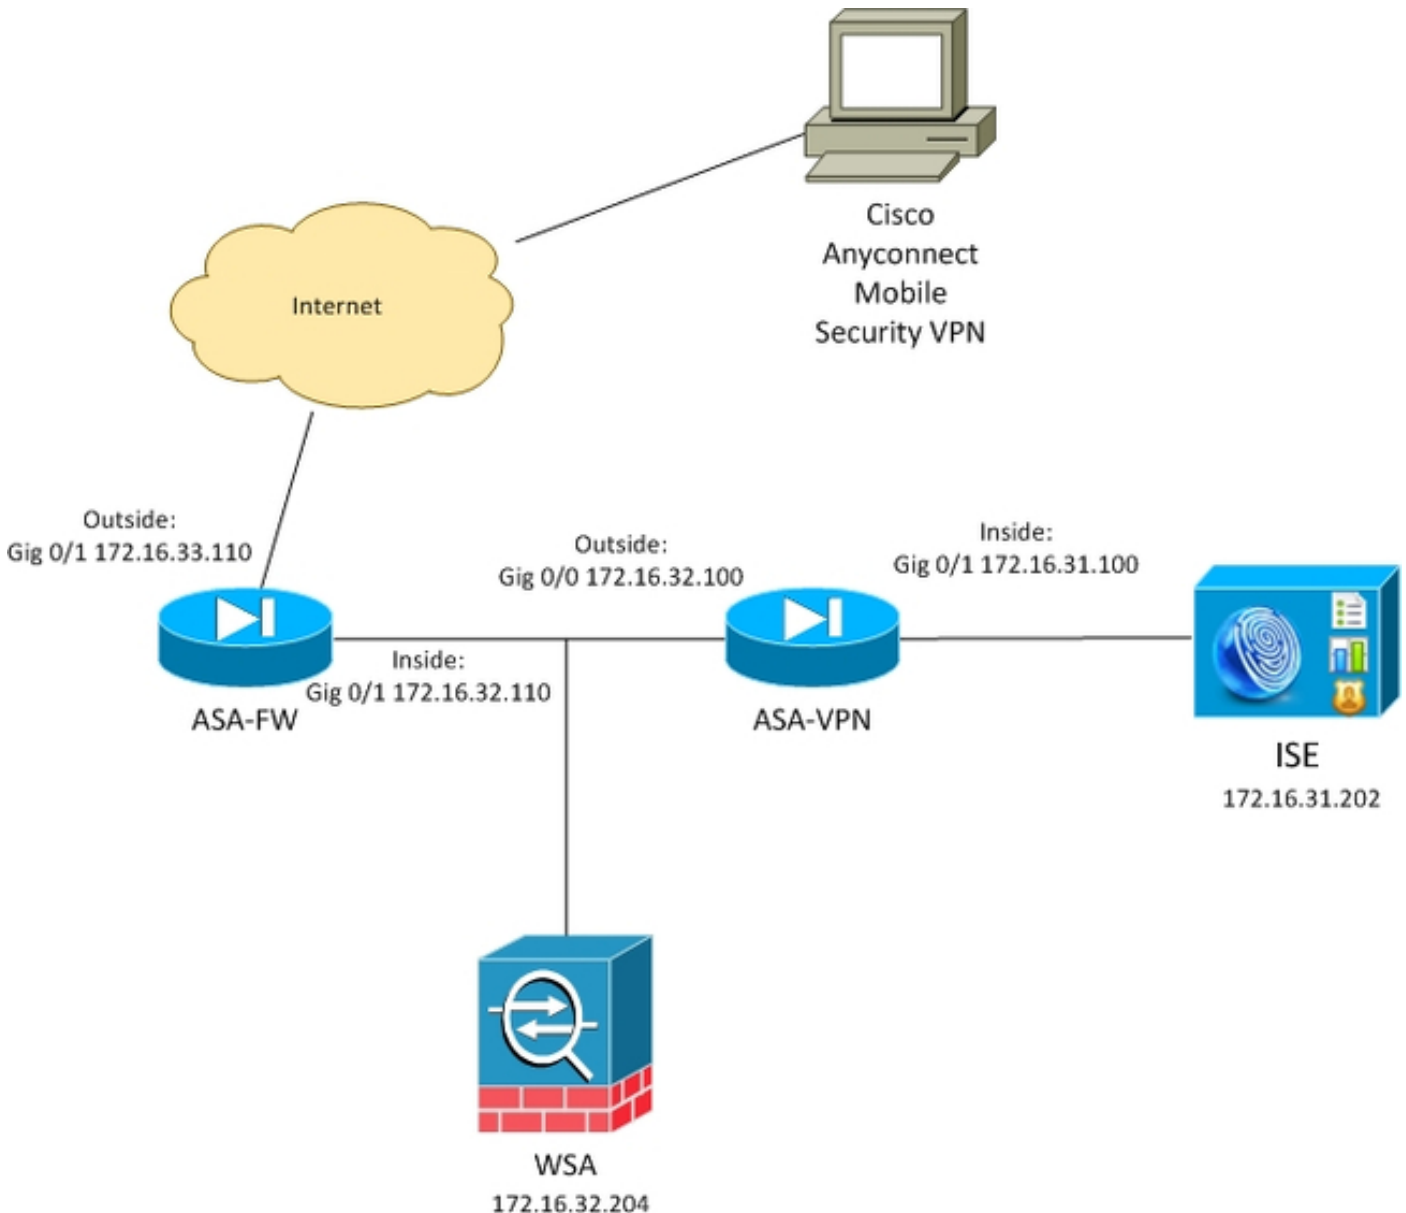 Cisco
Anyconnect
Mobile
Security VPN
Internet
Outside:
Gig 0/1 172.16.33.110
Outside:
Gig 0/0 172.16.32.100
Inside:
Gig 0/1 172.16.31.100
Inside:
Gig 0/1 172.16.32.110
ASA-FW
ASA-VPN
ISE
172.16.31.202
WSA
172.16.32.204